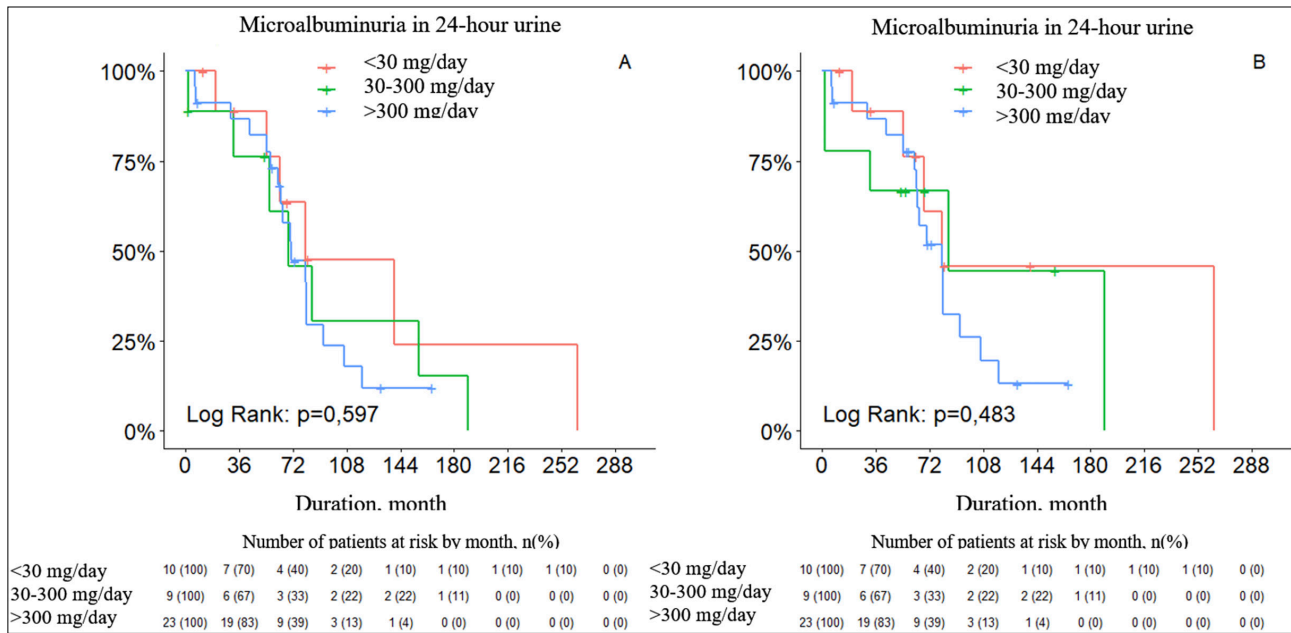 Microalbuminuria in 24-hour urine
A
<30 mg/day
30-300 mg/day
>300 mg/dav
100%
75%
50%
25%
0%
Log Rank: p=0,597
0 36 72 108 144 180 216 252 288
Duration, month
Number of patients at risk by month, n(%)
<30 mg/day 10 (100) 7 (70) 4 (40) 2 (20) 1 (10) 1 (10) 1 (10) 1 (10) 0 (0)
30-300 mg/day 9 (100) 6 (67) 3 (33) 2 (22) 2 (22) 1 (11) 0 (0) 0 (0) 0 (0)
>300 mg/day 23 (100) 19 (83) 9 (39) 3 (13) 1 (4) 0 (0) 0 (0) 0 (0) 0 (0)
Microalbuminuria in 24-hour urine
B
<30 mg/day
30-300 mg/day
>300 mg/day
100%
75%
50%
25%
0%
Log Rank: p=0,483
0 36 72 108 144 180 216 252 288
Duration, month
Number of patients at risk by month, n(%)
<30 mg/day 10 (100) 7 (70) 4 (40) 2 (20) 1 (10) 1 (10) 1 (10) 1 (10) 0 (0)
30-300 mg/day 9 (100) 6 (67) 3 (33) 2 (22) 2 (22) 1 (11) 0 (0) 0 (0) 0 (0)
>300 mg/day 23 (100) 19 (83) 9 (39) 3 (13) 1 (4) 0 (0) 0 (0) 0 (0) 0 (0)